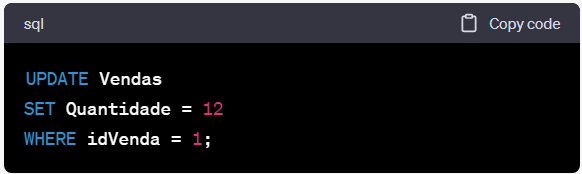 sql
Copy code
UPDATE Vendas
SET Quantidade = 12
WHERE idVenda = 1;